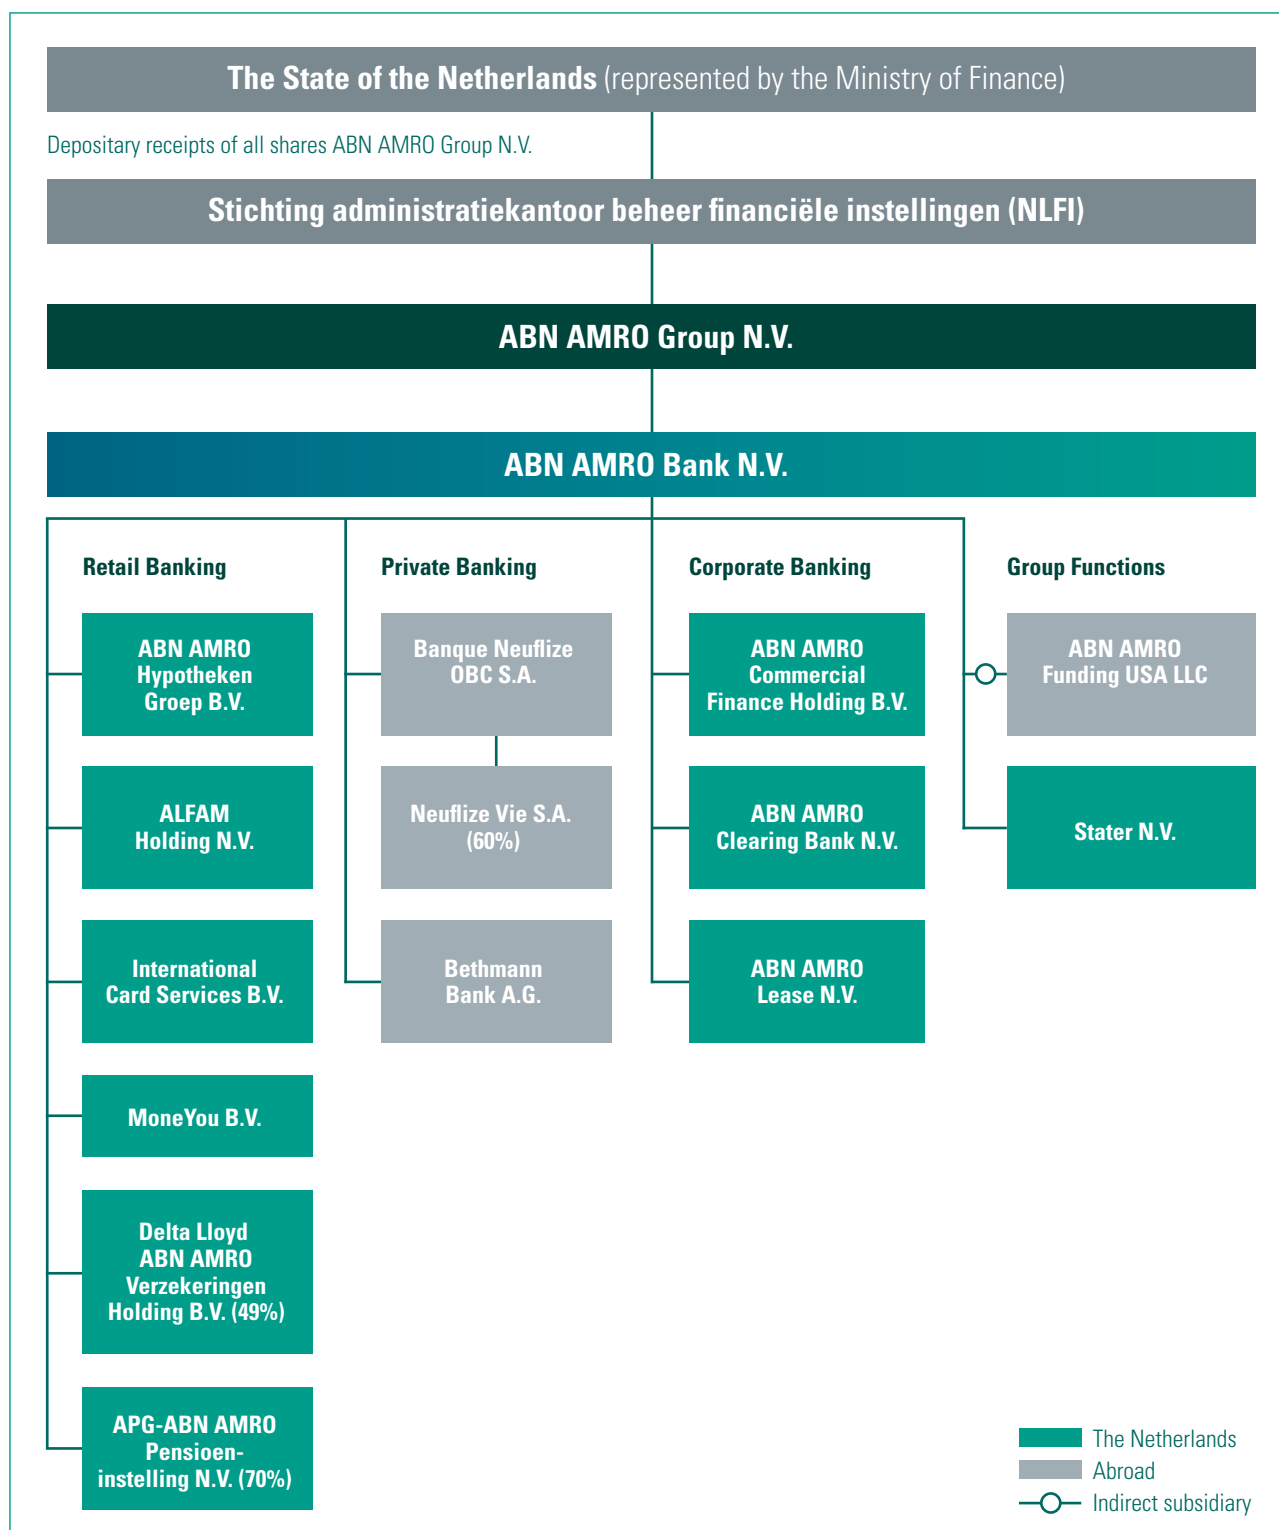 The State of the Netherlands (represented by the Ministry of Finance)
Depositary receipts of all shares ABN AMRO Group N.V.
Stichting administratiekantoor beheer financiële instellingen (NLFI)
ABN AMRO Group N.V.
ABN AMRO Bank N.V.
Retail Banking
ABN AMRO
Hypotheken
Groep B.V.
ALFAM
Holding N.V.
International
Card Services B.V.
MoneYou B.V.
Delta Lloyd
ABN AMRO
Verzekeringen
Holding B.V. (49%)
APG-ABN AMRO
Pensioen-
instelling N.V. (70%)
Private Banking
Banque Neuflize
OBC S.A.
Neuflize Vie S.A.
(60%)
Bethmann
Bank A.G.
Corporate Banking
ABN AMRO
Commercial
Finance Holding B.V.
ABN AMRO
Clearing Bank N.V.
ABN AMRO
Lease N.V.
Group Functions
ABN AMRO
Funding USA LLC
Stater N.V.
The Netherlands
Abroad
Indirect subsidiary